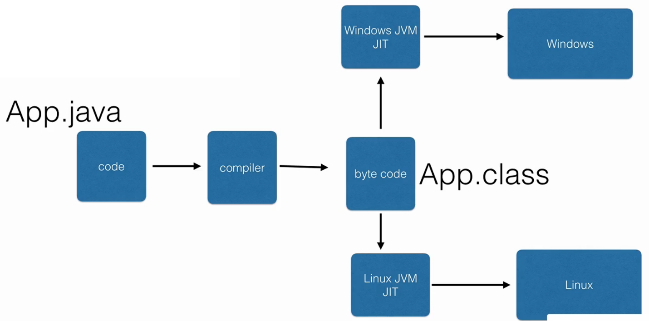 Windows JVM
JIT
Windows
App.java
code
compiler
byte code
App.class
Linux JVM
JIT
Linux